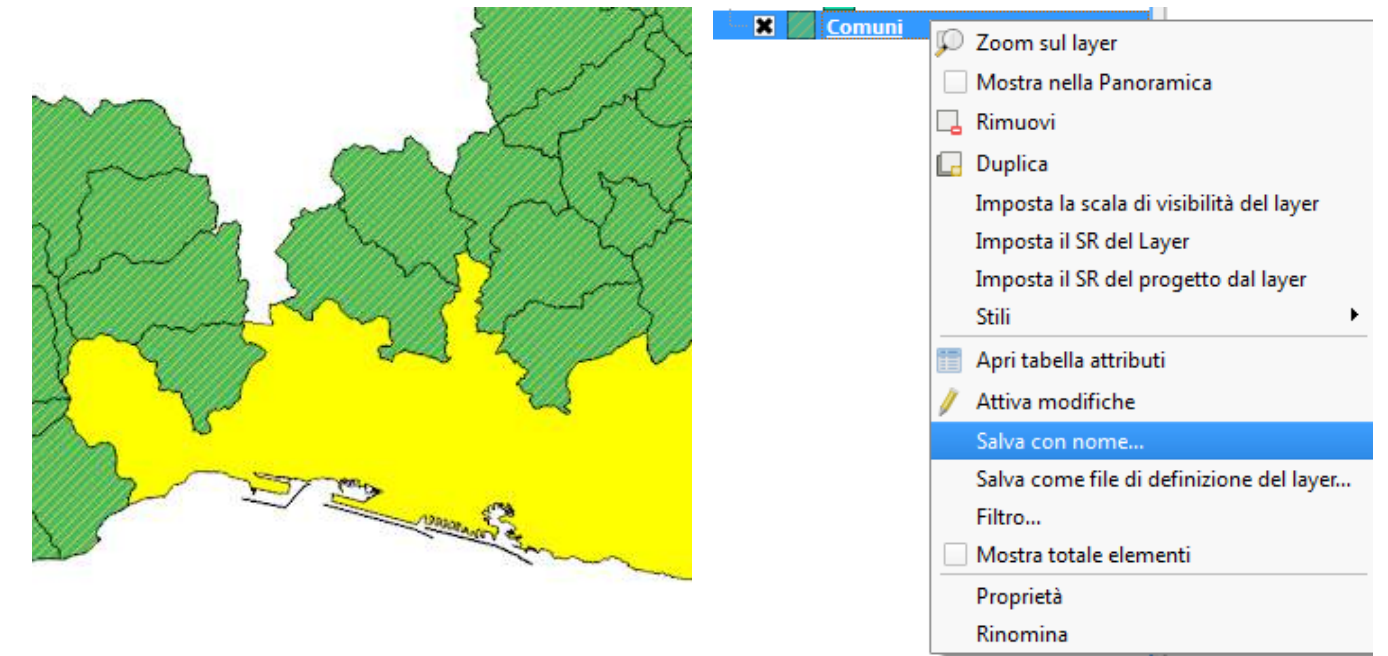 Comuni
Zoom sul layer
Mostra nella Panoramica
Rimuovi
Duplica
Imposta la scala di visibilità del layer
Imposta il SR del Layer
Imposta il SR del progetto dal layer
Stili
Apri tabella attributi
Attiva modifiche
Salva con nome...
Salva come file di definizione del layer...
Filtro...
Mostra totale elementi
Proprietà
Rinomina